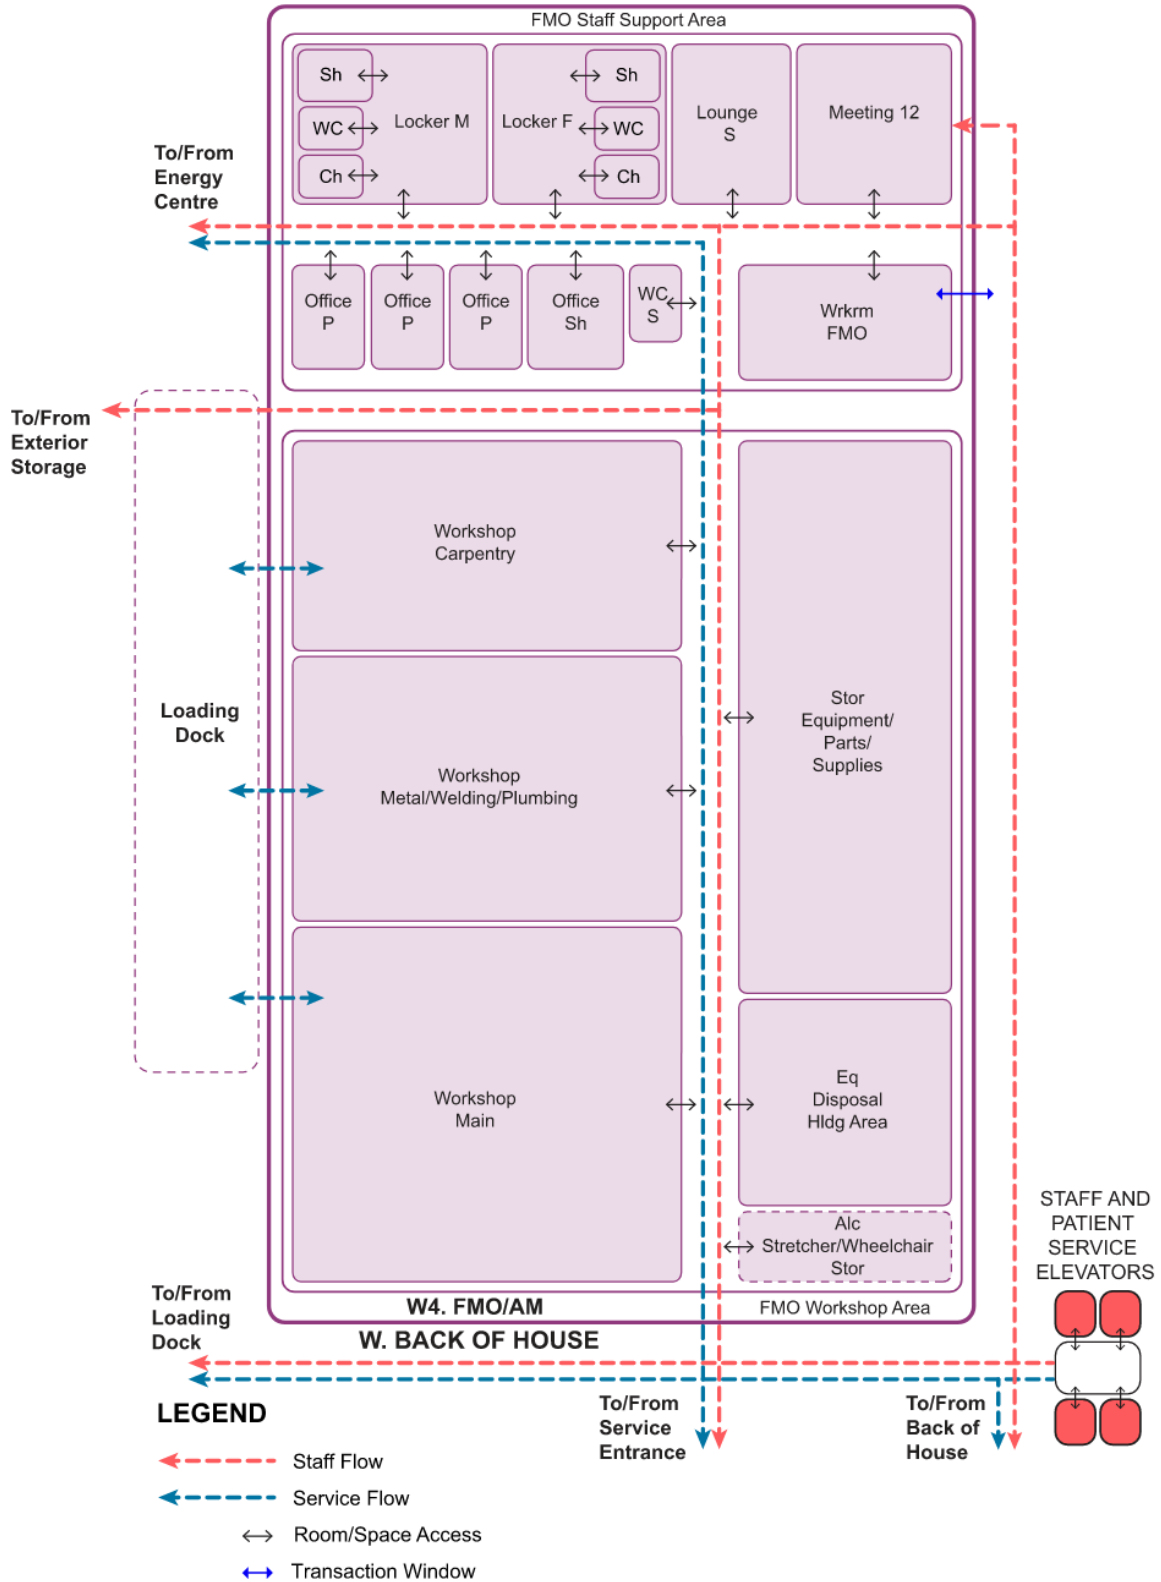 FMO Staff Support Area
Sh
WC
Ch
Locker M
Locker F
Sh
WC
Ch
Lounge
S
Meeting 12
To/From
Energy
Centre
Office
P
Office
P
Office
P
Office
Sh
WC
S
Wrkrm
FMO
To/From
Exterior
Storage
Workshop
Carpentry
Loading
Dock
Workshop
Metal/Welding/Plumbing
Stor
Equipment/
Parts/
Supplies
Workshop
Main
Eq
Disposal
Hldg Area
Alc
Stretcher/Wheelchair
Stor
STAFF AND
PATIENT
SERVICE
ELEVATORS
To/From
Loading
Dock
W4. FMO/AM
FMO Workshop Area
W. BACK OF HOUSE
To/From
Service
Entrance
To/From
Back of
House
LEGEND
Staff Flow
Service Flow
Room/Space Access
Transaction Window